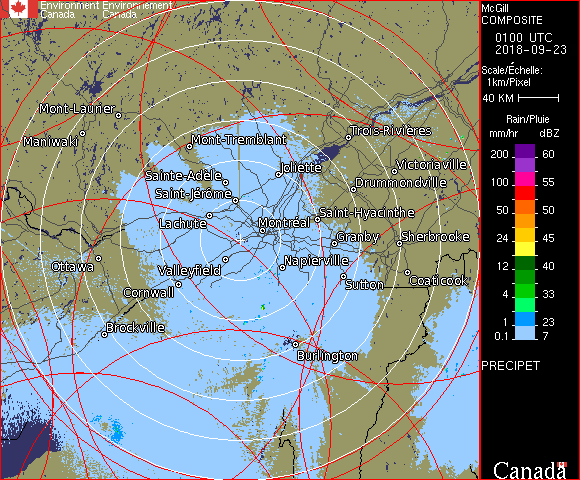 Environment Environnement
Canada Canada
McGill
COMPOSITE
0100 UTC
2018-09-23
Scale/Échelle:
1km/Pixel
40 KM
Rain/Pluie
mm/hr dBZ
200 60
100 55
50 50
45
24
12 40
4 33
1 23
0.1 7
PRECIPET
Canada
Mont-Laurier
Maniwaki
Mont-Tremblant
Trois-Rivières
Joliette
Victoriaville
Sainte-Adèle
Drummondville
Saint-Jérôme
Saint-Hyacinthe
Lachute
Montréal
Granby
Sherbrooke
Ottawa
Valleyfield
Napierville
Coaticook
Cornwall
Sutton
Brockville
Burlington